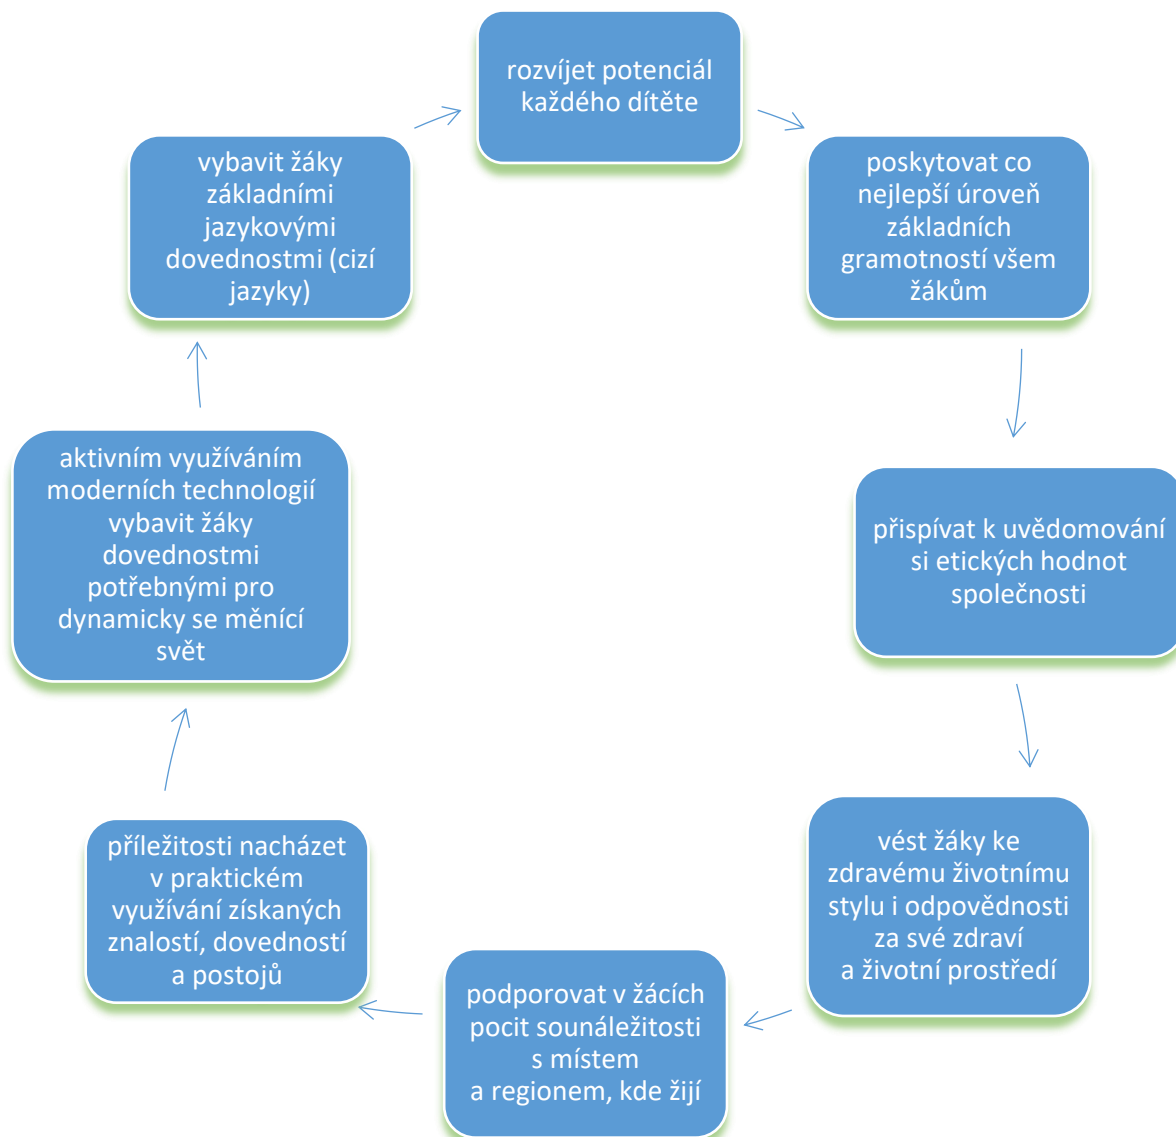 rozvíjet potenciál
každého dítěte
poskytovat co
nejlepší úroveň
základních
gramotností všem
žákům
přispívat k uvědomování
si etických hodnot
společnosti
vést žáky ke
zdravému životnímu
stylu i odpovědnosti
za své zdraví
a životní prostředí
podporovat v žácích
pocit sounáležitosti
s místem
a regionem, kde žijí
příležitosti nacházet
v praktickém
využívání získaných
znalostí, dovedností
a postojů
aktivním využíváním
moderních technologií
vybavit žáky
dovednostmi
potřebnými pro
dynamicky se měnící
svět
vybavit žáky
základními
jazykovými
dovednostmi (cizí
jazyky)